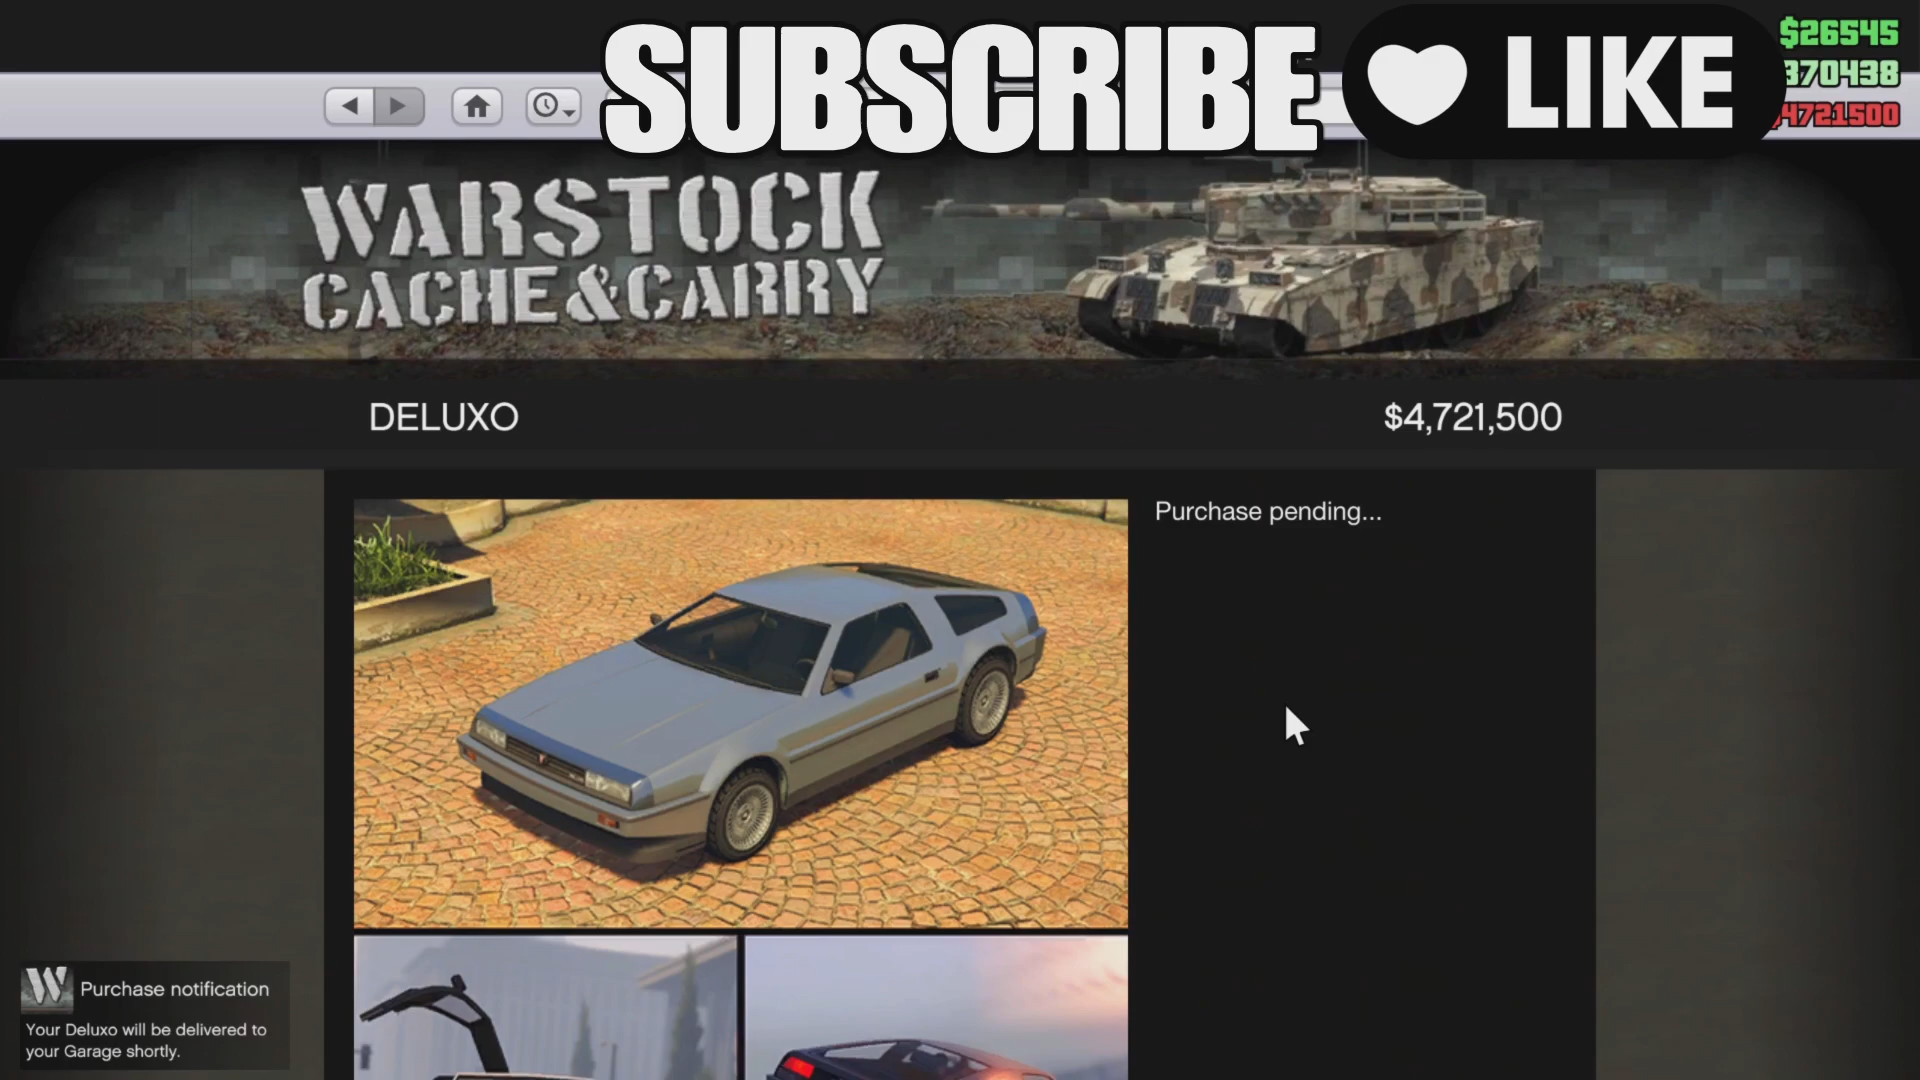 SUBSCRIBE
LIKE
$26545
370438
4721500
WARSTOCK
CACHE & CARRY
DELUXO
$4,721,500
Purchase pending...
W
Purchase notification
Your Deluxo will be delivered to
your Garage shortly.